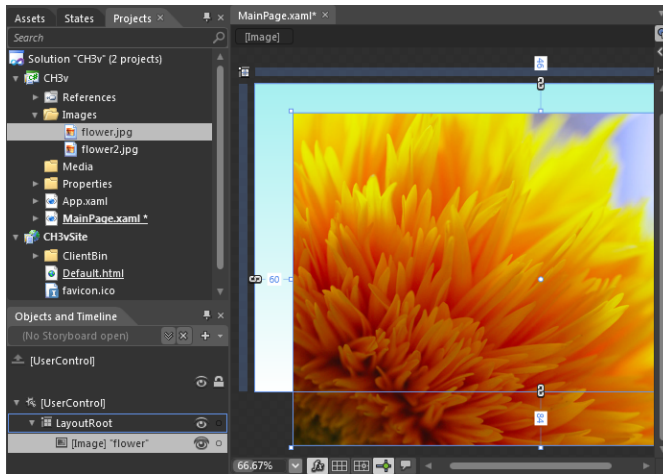 Assets States Projects ×
Search
Solution "CH3v" (2 projects)
CH3v
References
Images
flower.jpg
flower2.jpg
Media
Properties
App.xaml
MainPage.xaml *
CH3vSite
ClientBin
Default.html
favicon.ico
Objects and Timeline
(No Storyboard open)
[UserControl]
[UserControl]
LayoutRoot
[Image] "flower"
MainPage.xaml* ×
[Image]
60
66.67%
fx